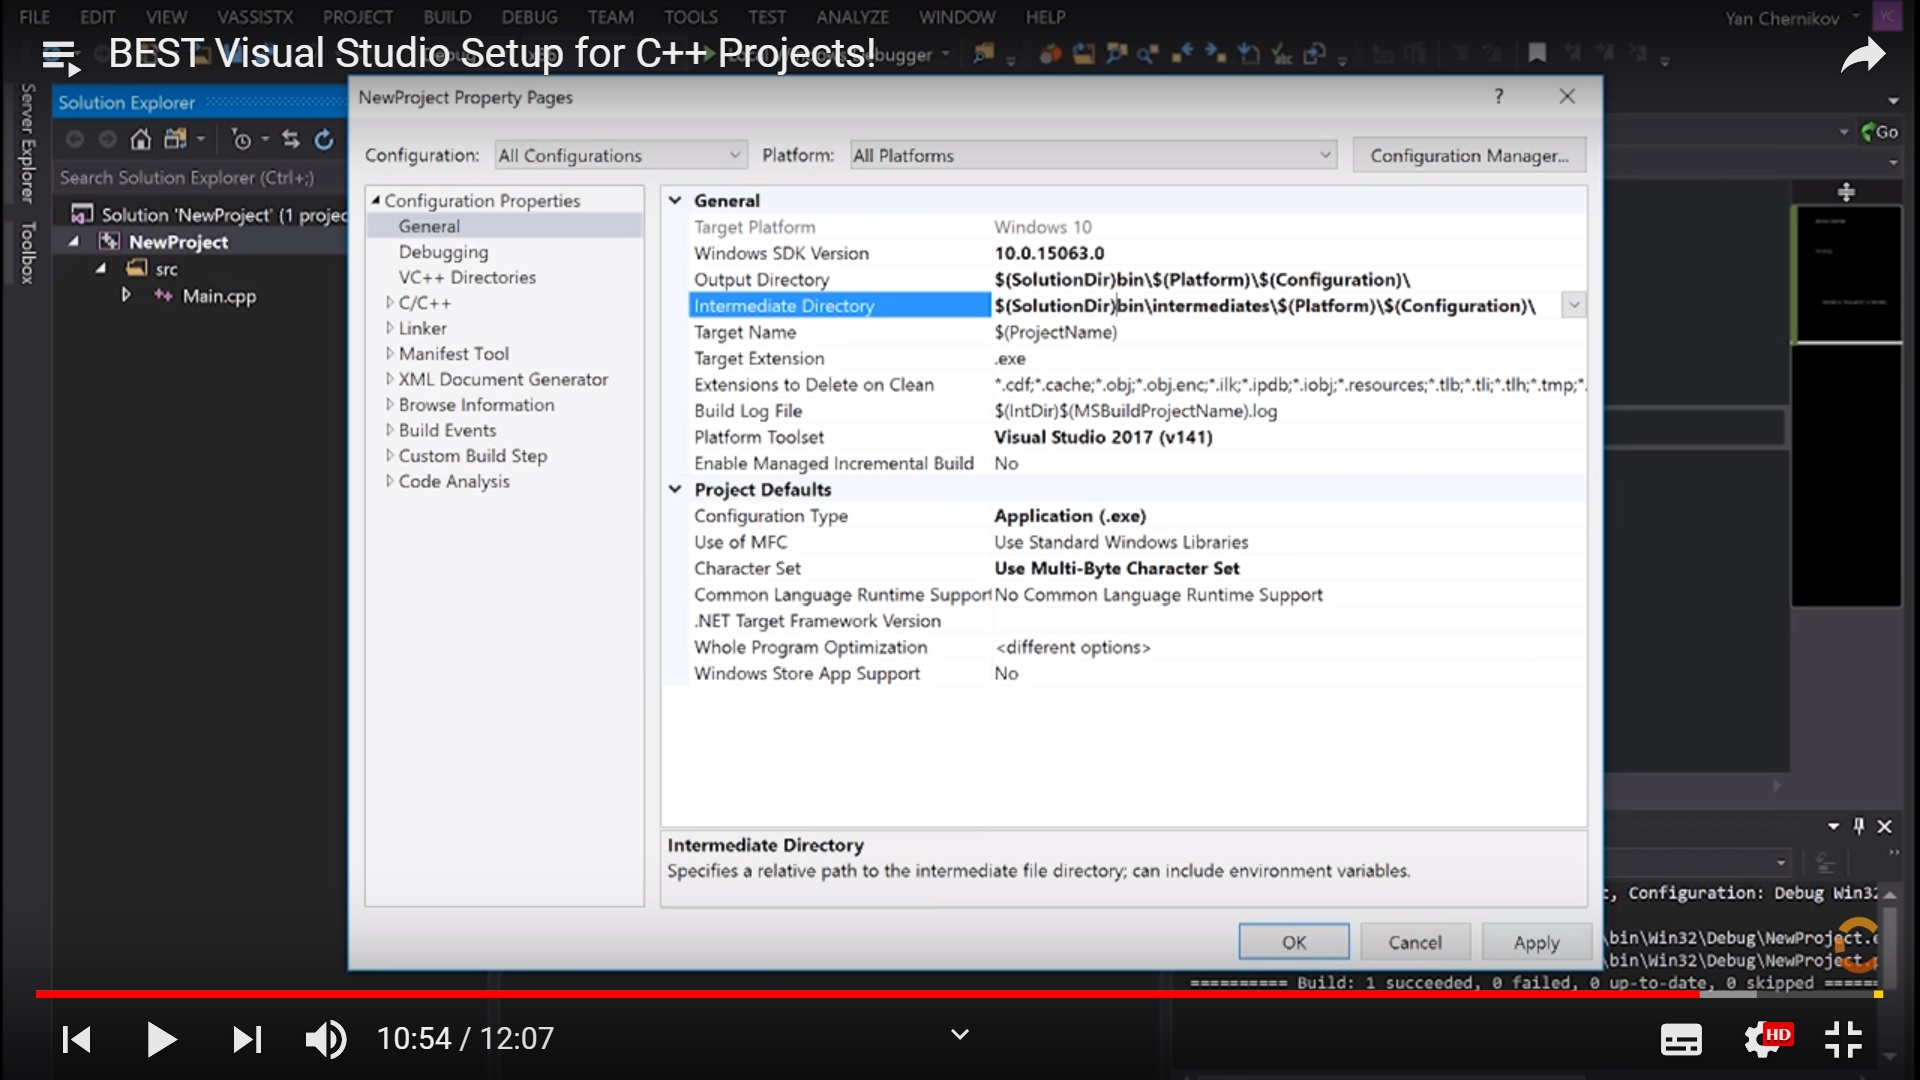 FILE EDIT VIEW VASSISTX PROJECT BUILD DEBUG TEAM TOOLS TEST ANALYZE WINDOW HELP
Yan Chernikov YC
BEST Visual Studio Setup for C++ Projects!
Server Explorer
Toolbox
Solution Explorer
Search Solution Explorer (Ctrl+;)
Solution 'NewProject' (1 projec
NewProject
src
Main.cpp
Go
NewProject Property Pages
?
Configuration: All Configurations Platform: All Platforms Configuration Manager...
Configuration Properties
General
Debugging
VC++ Directories
C/C++
Linker
Manifest Tool
XML Document Generator
Browse Information
Build Events
Custom Build Step
Code Analysis
General
Target Platform Windows 10
Windows SDK Version 10.0.15063.0
Output Directory $(SolutionDir)bin\$(Platform)\$(Configuration)\
Intermediate Directory $(SolutionDir)bin\intermediates\$(Platform)\$(Configuration)\
Target Name $(ProjectName)
Target Extension .exe
Extensions to Delete on Clean *.cdf;*.cache;*.obj;*.obj.enc;*.ilk;*.ipdb;*.iobj;*.resources;*.tlb;*.tli;*.tlh;*.tmp;*.
Build Log File $(IntDir)$(MSBuildProjectName).log
Platform Toolset Visual Studio 2017 (v141)
Enable Managed Incremental Build No
Project Defaults
Configuration Type Application (.exe)
Use of MFC Use Standard Windows Libraries
Character Set Use Multi-Byte Character Set
Common Language Runtime Support No Common Language Runtime Support
.NET Target Framework Version
Whole Program Optimization <different options>
Windows Store App Support No
Intermediate Directory
Specifies a relative path to the intermediate file directory; can include environment variables.
OK Cancel Apply
, Configuration: Debug Win32
\bin\Win32\Debug\NewProject.e
\bin\Win32\Debug\NewProject.
========== Build: 1 succeeded, 0 failed, 0 up-to-date, 0 skipped =====
10:54 / 12:07
HD